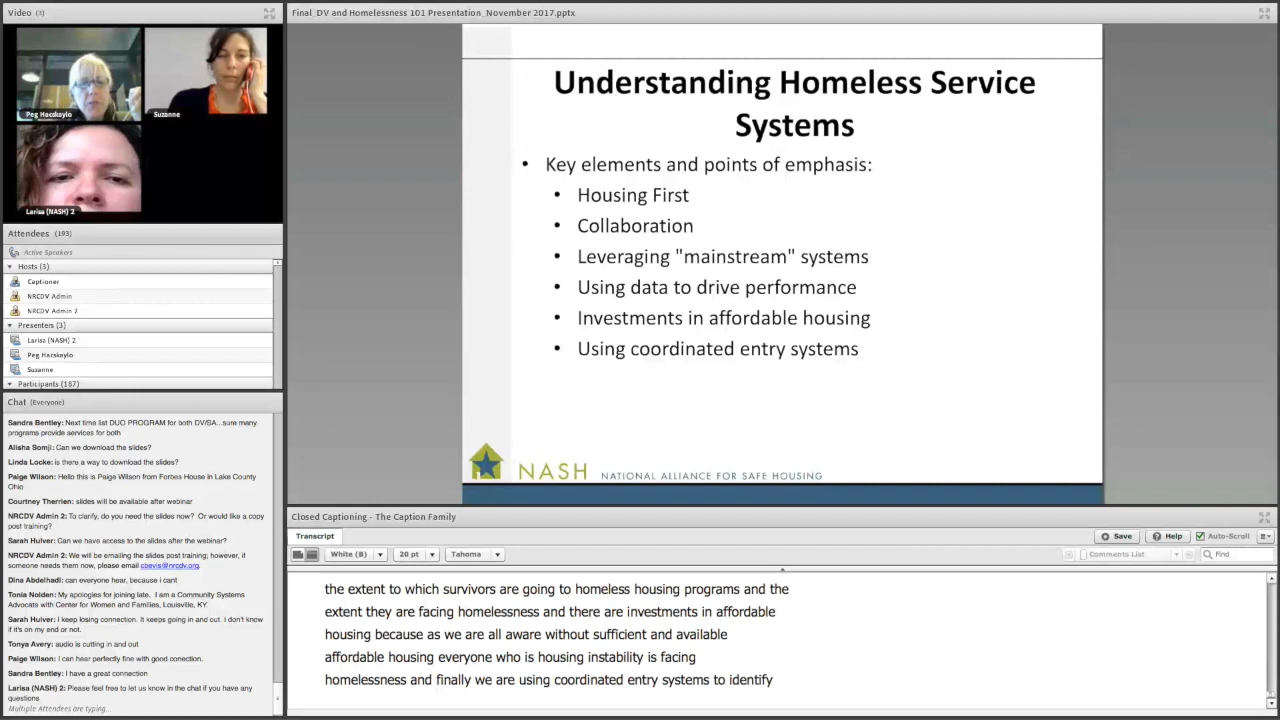 Video (3)
Peg Hacskaylo
Suzanne
Larisa (NASH) 2
Attendees (193)
Active Speakers
Hosts (3)
Captioner
NRCDV Admin
NRCDV Admin 2
Presenters (3)
Larisa (NASH) 2
Peg Hacskaylo
Suzanne
Participants (187)
Chat (Everyone)
Sandra Bentley: Next time list DUO PROGRAM for both DV/SA...sure many
programs provide services for both
Alisha Somji: Can we download the slides?
Linda Locke: is there a way to download the slides?
Paige Wilson: Hello this is Paige Wilson from Forbes House in Lake County
Ohio
Courtney Therrien: slides will be available after webinar
NRCDV Admin 2: To clarify, do you need the slides now? Or would like a copy
post training?
Sarah Hulver: Can we have access to the slides after the webinar?
NRCDV Admin 2: We will be emailing the slides post training; however, if
someone needs them now, please email cbevis@nrcdv.org.
Dina Abdelhadi: can everyone hear, because i cant
Tonia Nolden: My apologies for joining late. I am a Community Systems
Advocate with Center for Women and Families, Louisville, KY.
Sarah Hulver: I keep losing connection. It keeps going in and out. I don't know
if it's on my end or not.
Tonya Avery: audio is cutting in and out
Paige Wilson: I can hear perfectly fine with good conection.
Sandra Bentley: I have a great connection
Larisa (NASH) 2: Please feel free to let us know in the chat if you have any
questions
Multiple Attendees are typing...
Final_DV and Homelessness 101 Presentation_November 2017.pptx
Understanding Homeless Service
Systems
• Key elements and points of emphasis:
• Housing First
• Collaboration
• Leveraging "mainstream" systems
• Using data to drive performance
• Investments in affordable housing
• Using coordinated entry systems
NASH NATIONAL ALLIANCE FOR SAFE HOUSING
Closed Captioning - The Caption Family
Transcript
Save
Help
Auto-Scroll
White (B)
20 pt
Tahoma
Comments List
Find
the extent to which survivors are going to homeless housing programs and the
extent they are facing homelessness and there are investments in affordable
housing because as we are all aware without sufficient and available
affordable housing everyone who is housing instability is facing
homelessness and finally we are using coordinated entry systems to identify